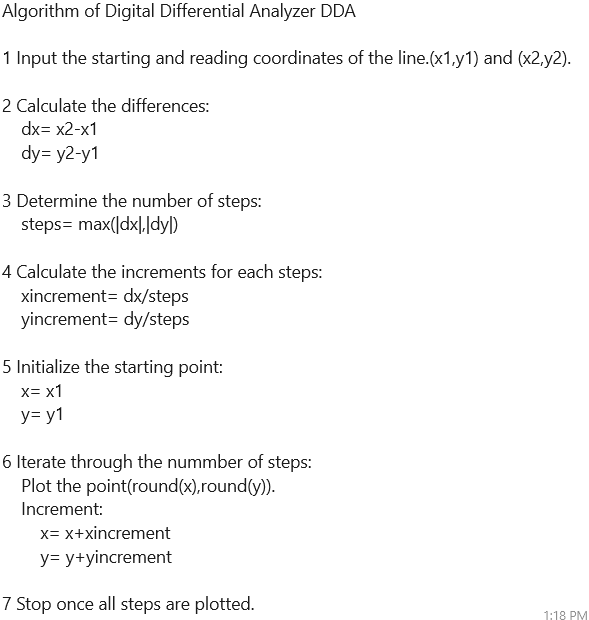 Algorithm of Digital Differential Analyzer DDA
1 Input the starting and reading coordinates of the line.(x1,y1) and (x2,y2).
2 Calculate the differences:
dx= x2-x1
dy= y2-y1
3 Determine the number of steps:
steps= max(|dx|,|dy|)
4 Calculate the increments for each steps:
xincrement= dx/steps
yincrement= dy/steps
5 Initialize the starting point:
x= x1
y= y1
6 Iterate through the nummber of steps:
Plot the point(round(x),round(y)).
Increment:
x= x+xincrement
y= y+yincrement
7 Stop once all steps are plotted.
1:18 PM